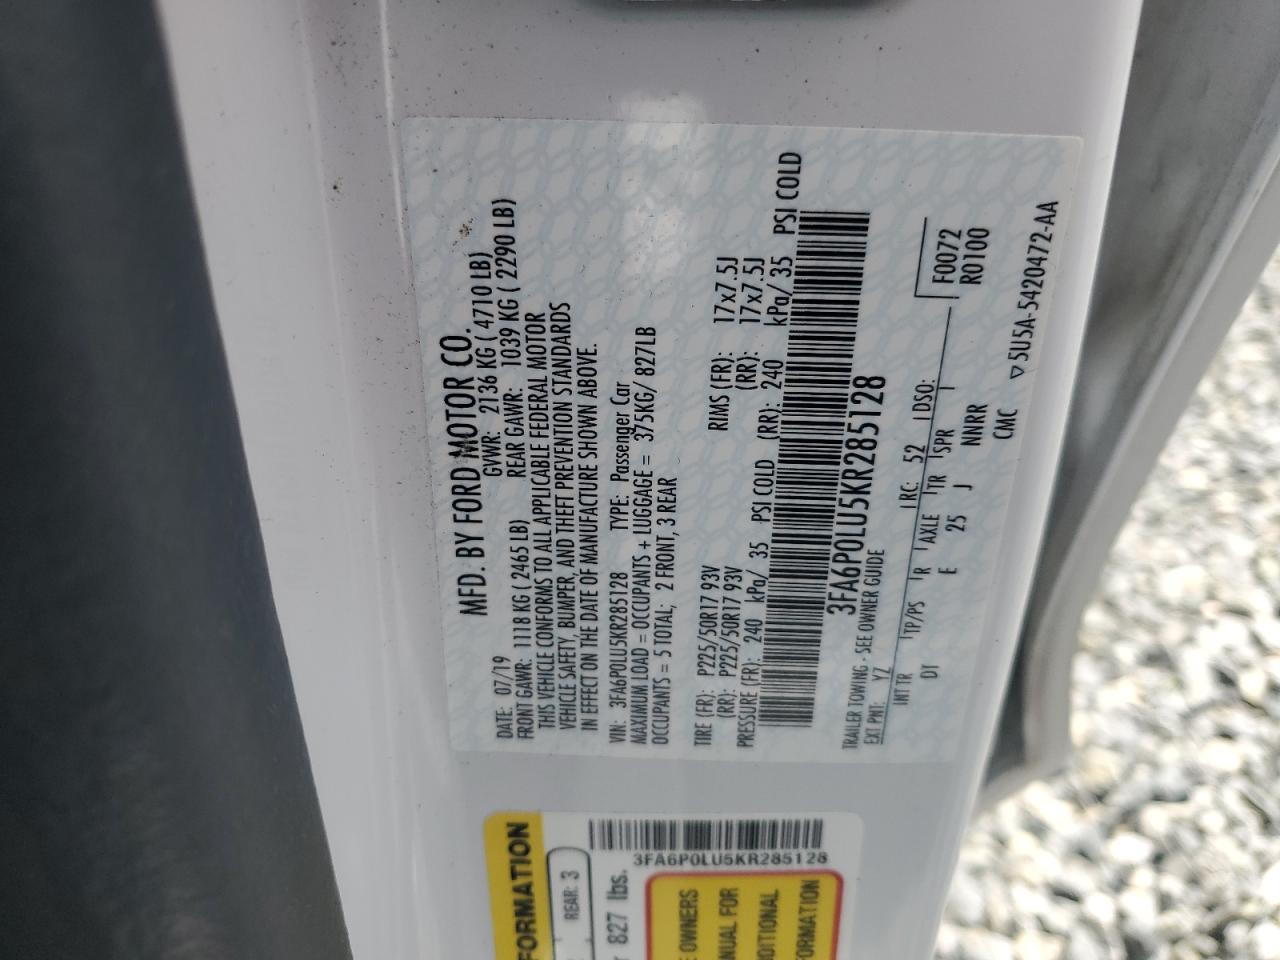 MFD. BY FORD MOTOR CO.
DATE: 07/19 GVWR: 2136 KG ( 4710 LB)
FRONT GAWR: 1118 KG ( 2465 LB) REAR GAWR: 1039 KG ( 2290 LB)
THIS VEHICLE CONFORMS TO ALL APPLICABLE FEDERAL MOTOR
VEHICLE SAFETY, BUMPER, AND THEFT PREVENTION STANDARDS
IN EFFECT ON THE DATE OF MANUFACTURE SHOWN ABOVE.
VIN: 3FA6P0LU5KR285128 TYPE: Passenger Car
MAXIMUM LOAD = OCCUPANTS + LUGGAGE = 375KG/ 827LB
OCCUPANTS = 5 TOTAL; 2 FRONT, 3 REAR
TIRE (FR): P225/50R17 93V RIMS (FR): 17x7.5J
(RR): P225/50R17 93V (RR): 17x7.5J
PRESSURE (FR): 240 kPa/ 35 PSI COLD (RR): 240 kPa/ 35 PSI COLD
3FA6P0LU5KR285128
TRAILER TOWING - SEE OWNER GUIDE
EXT PNT: YZ RC: 52 DSO: F0072
INT TR TP/PS R AXLE TR SPR R0100
DT E 25 J NNRR
CMC ▽5U5A-5420472-AA
FORMATION
REAR: 3
827 lbs.
3FA6P0LU5KR285128
OWNERS
ANUAL FOR
DITIONAL
FORMATION